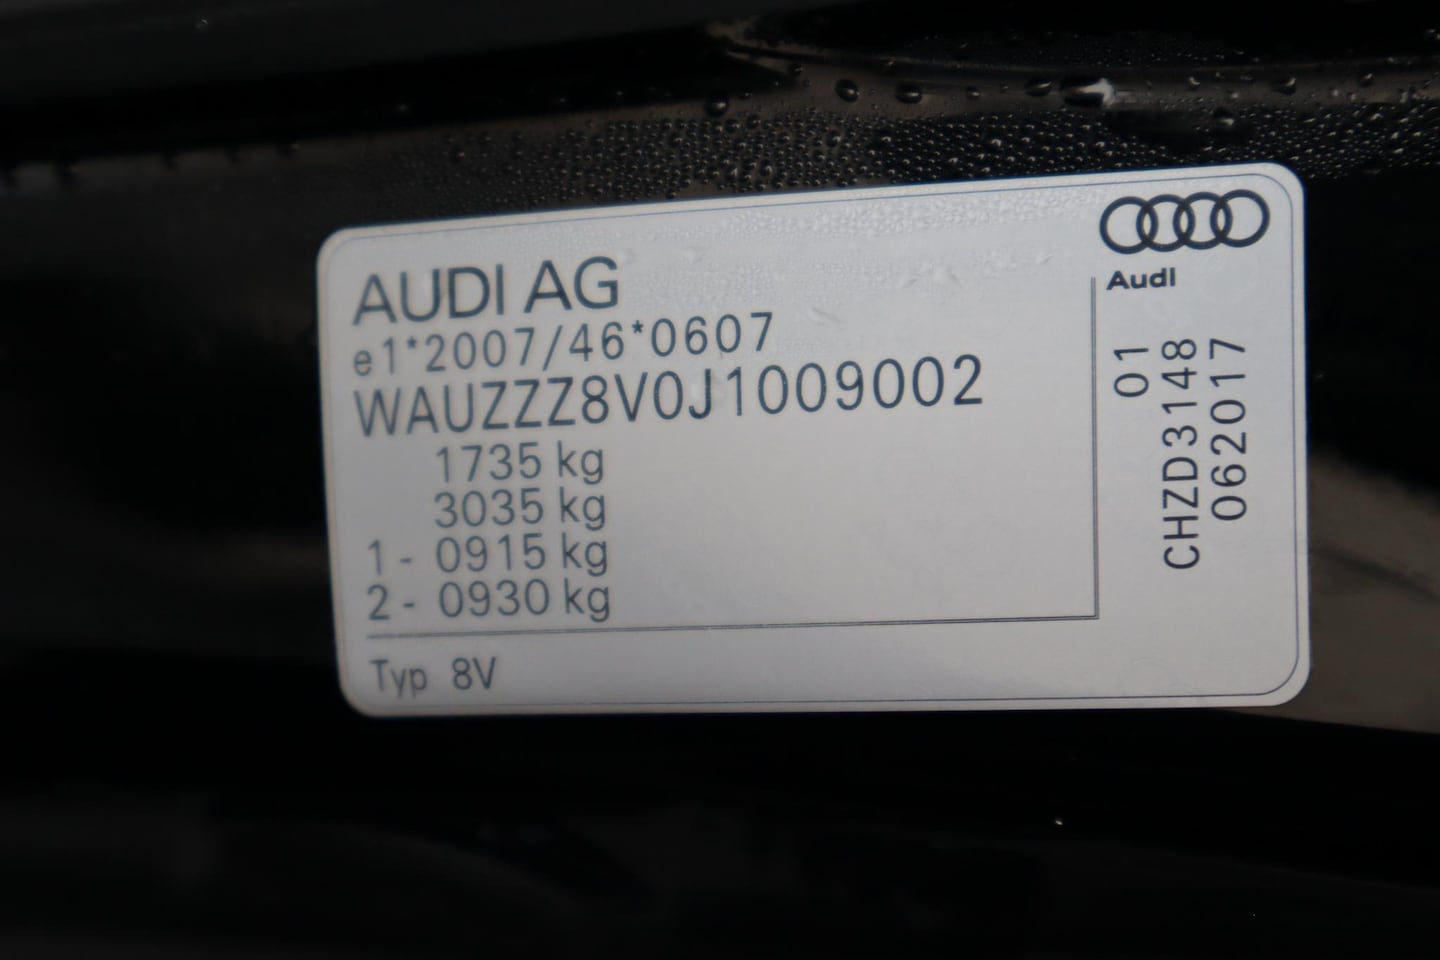 AUDI AG
e1*2007/46*0607
WAUZZZ8V0J1009002
1735 kg
3035 kg
1 - 0915 kg
2 - 0930 kg
Typ 8V
Audi
01
CHZD3148
062017